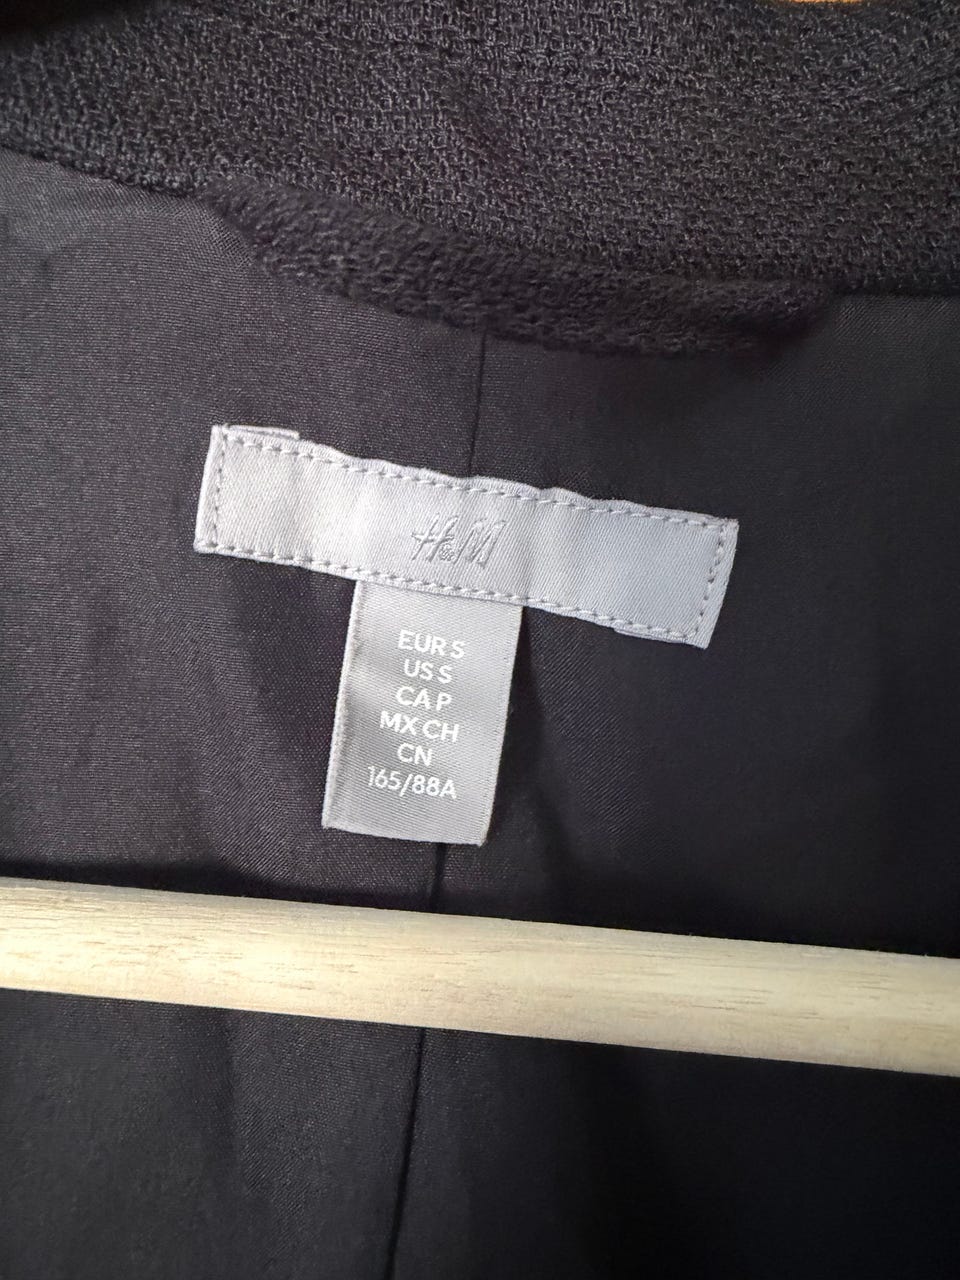 H&M
EUR S
US S
CA P
MX CH
CN
165/88A